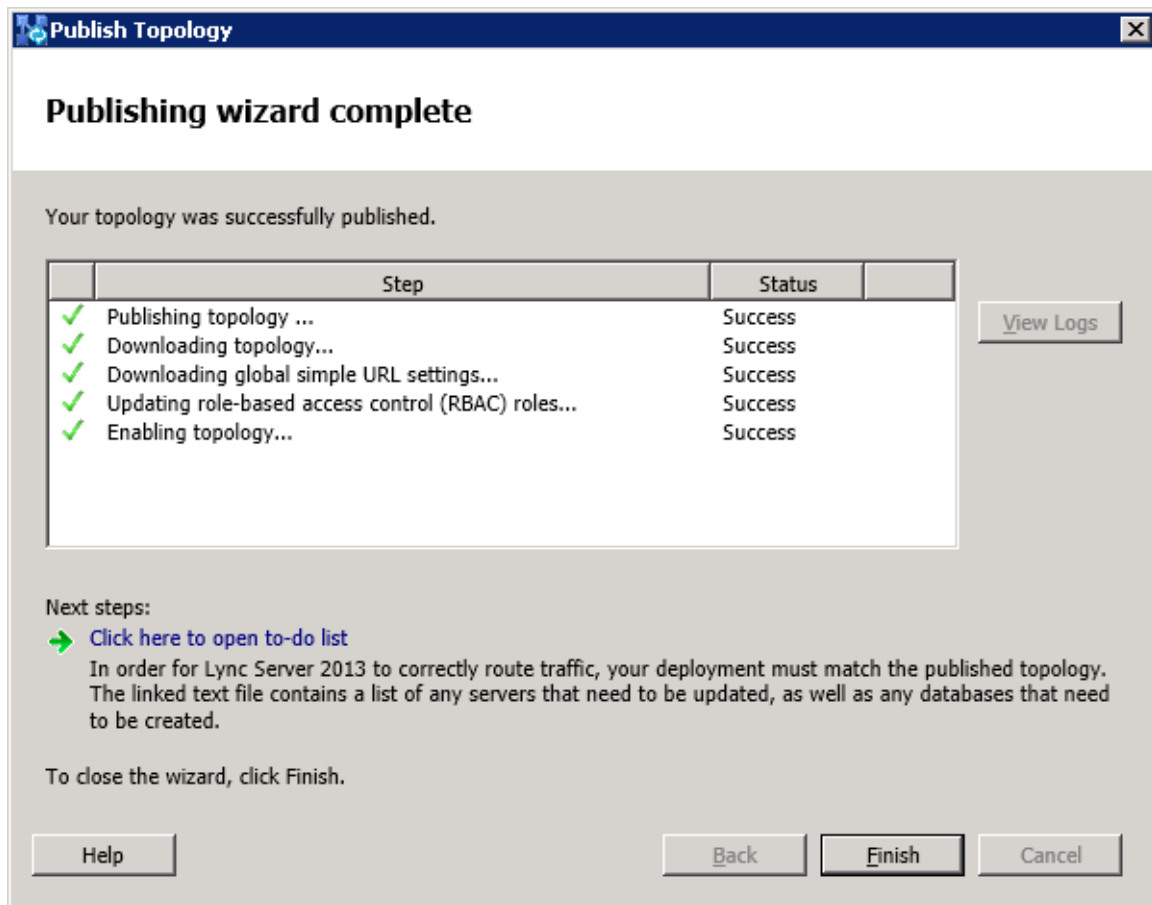 Publish Topology
Publishing wizard complete
Your topology was successfully published.
Step Status
Publishing topology ... Success
Downloading topology... Success
Downloading global simple URL settings... Success
Updating role-based access control (RBAC) roles... Success
Enabling topology... Success
View Logs
Next steps:
Click here to open to-do list
In order for Lync Server 2013 to correctly route traffic, your deployment must match the published topology.
The linked text file contains a list of any servers that need to be updated, as well as any databases that need
to be created.
To close the wizard, click Finish.
Help Back Finish Cancel